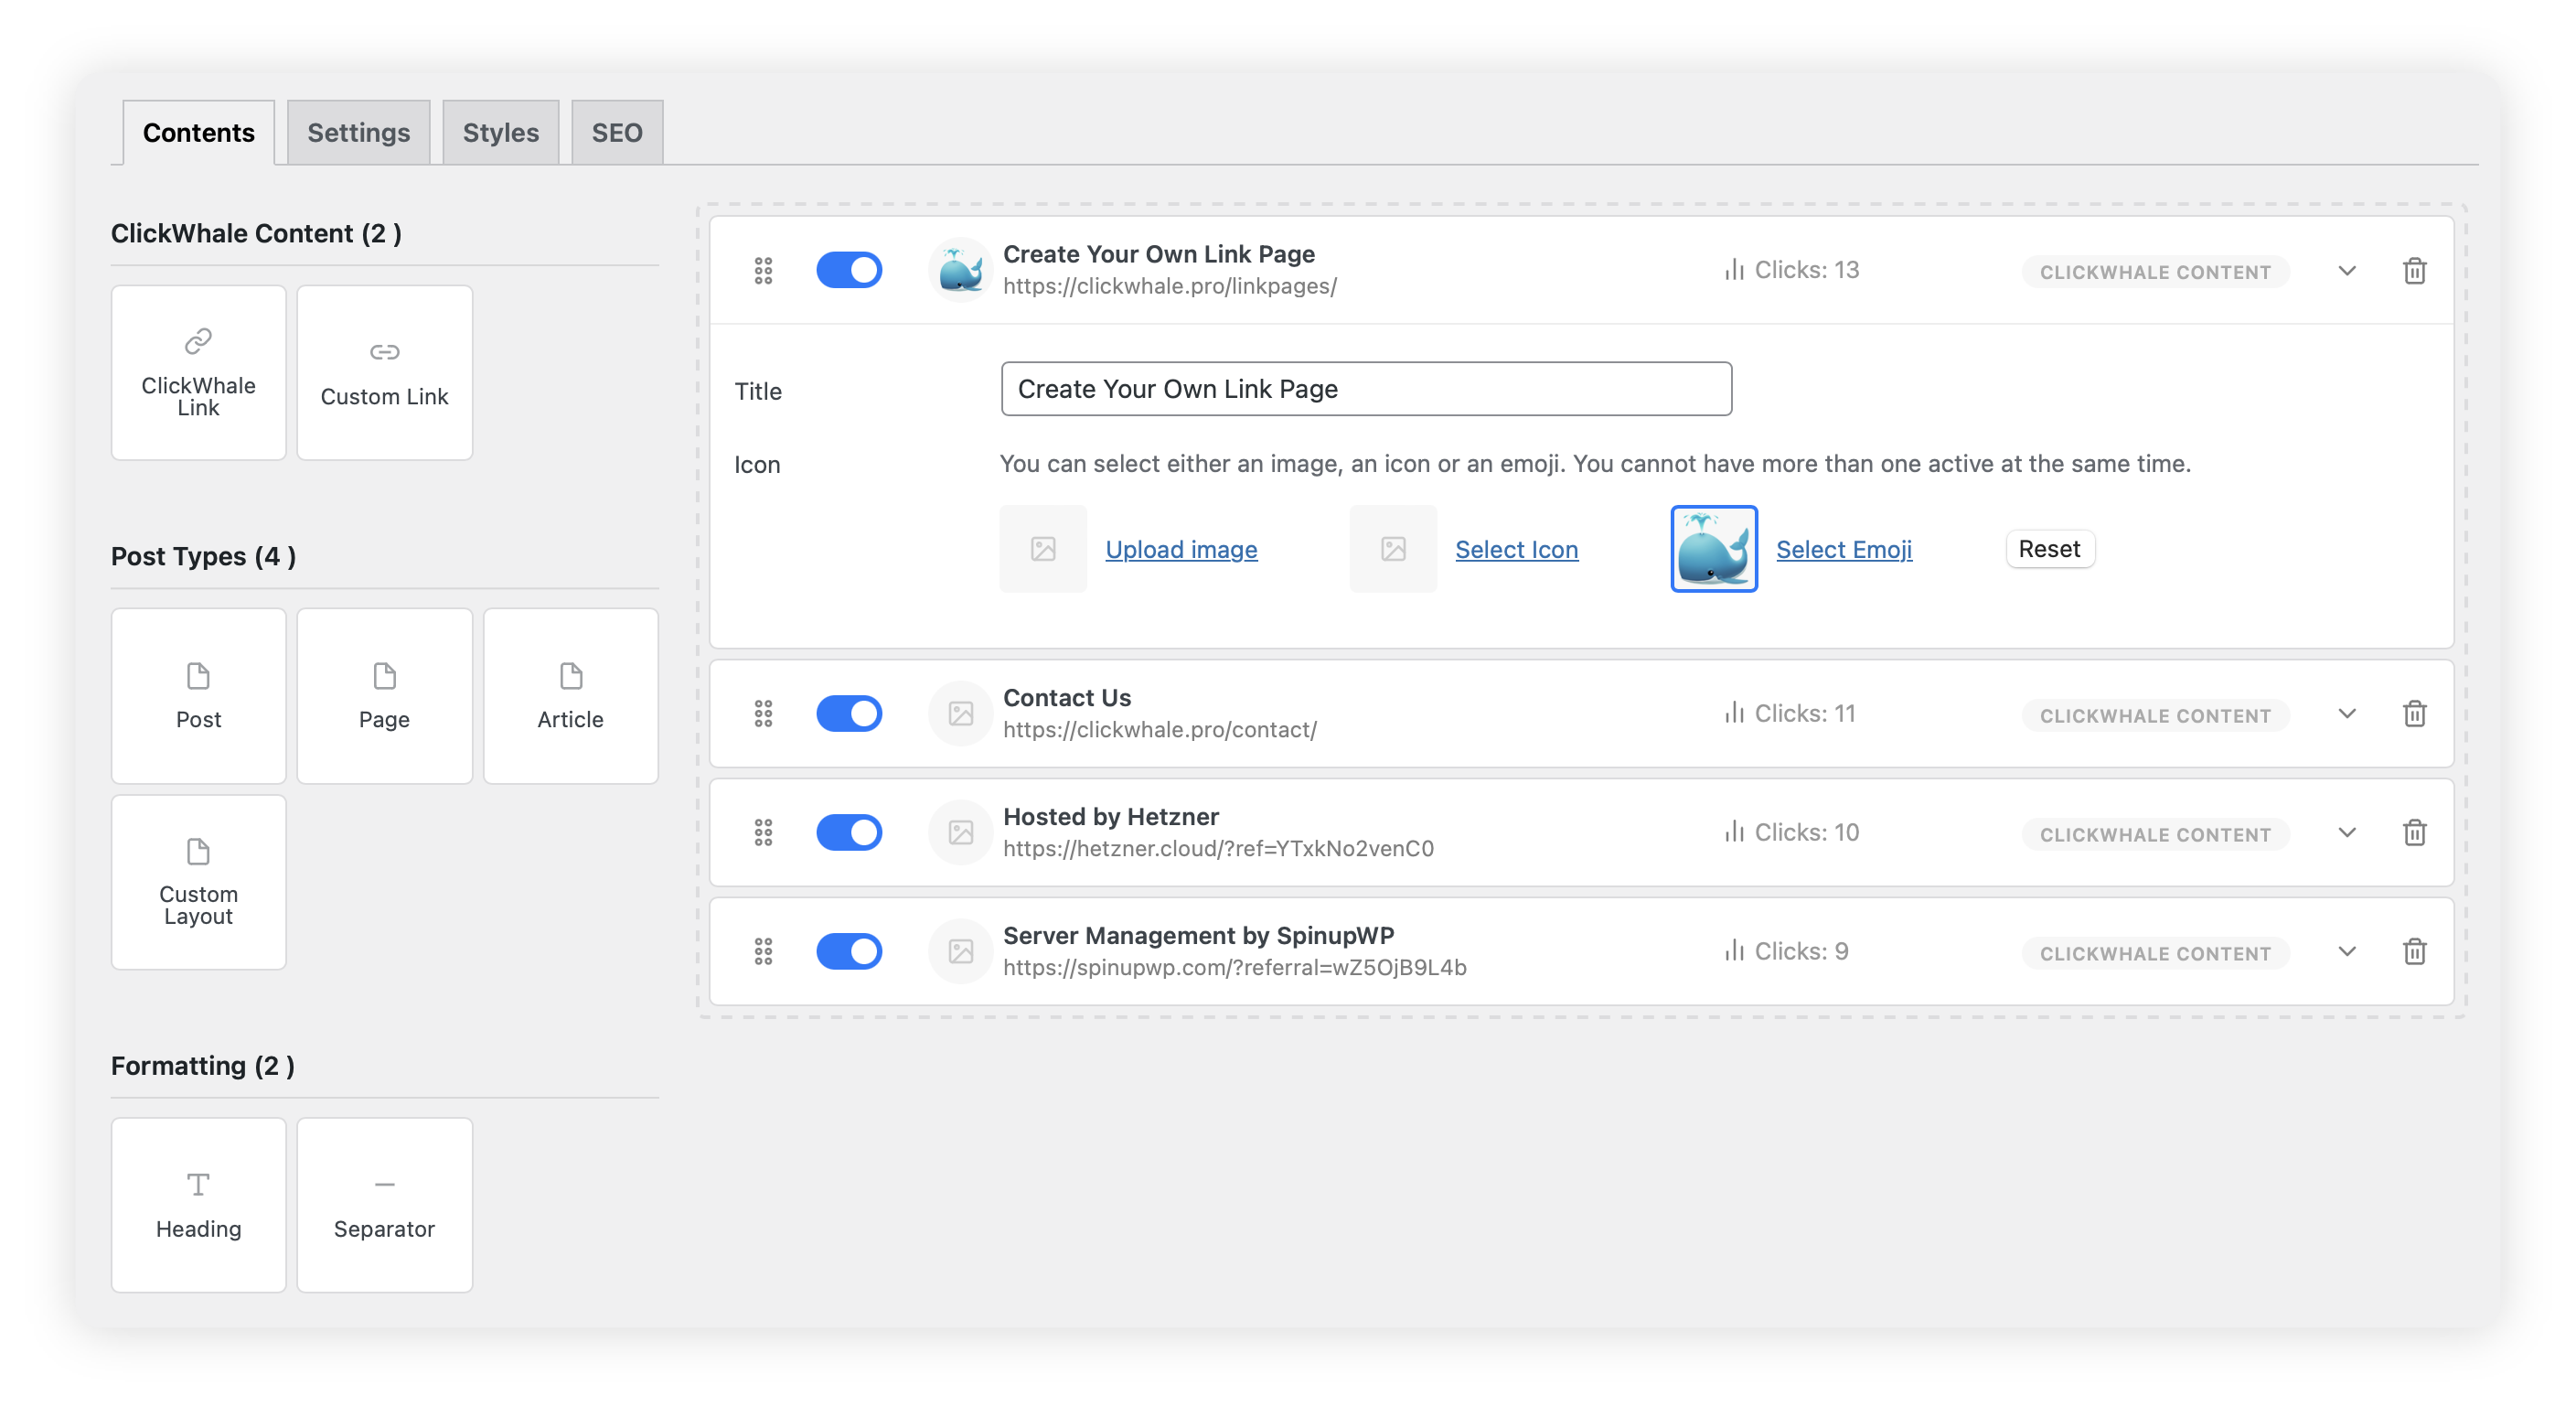 Contents
Settings
Styles
SEO
ClickWhale Content (2 )
ClickWhale
Link
Custom Link
Post Types (4 )
Post
Page
Article
Custom
Layout
Formatting (2 )
Heading
Separator
Create Your Own Link Page
https://clickwhale.pro/linkpages/
Clicks: 13
CLICKWHALE CONTENT
Title
Create Your Own Link Page
Icon
You can select either an image, an icon or an emoji. You cannot have more than one active at the same time.
Upload image
Select Icon
Select Emoji
Reset
Contact Us
https://clickwhale.pro/contact/
Clicks: 11
CLICKWHALE CONTENT
Hosted by Hetzner
https://hetzner.cloud/?ref=YTxkNo2venC0
Clicks: 10
CLICKWHALE CONTENT
Server Management by SpinupWP
https://spinupwp.com/?referral=wZ5OjB9L4b
Clicks: 9
CLICKWHALE CONTENT